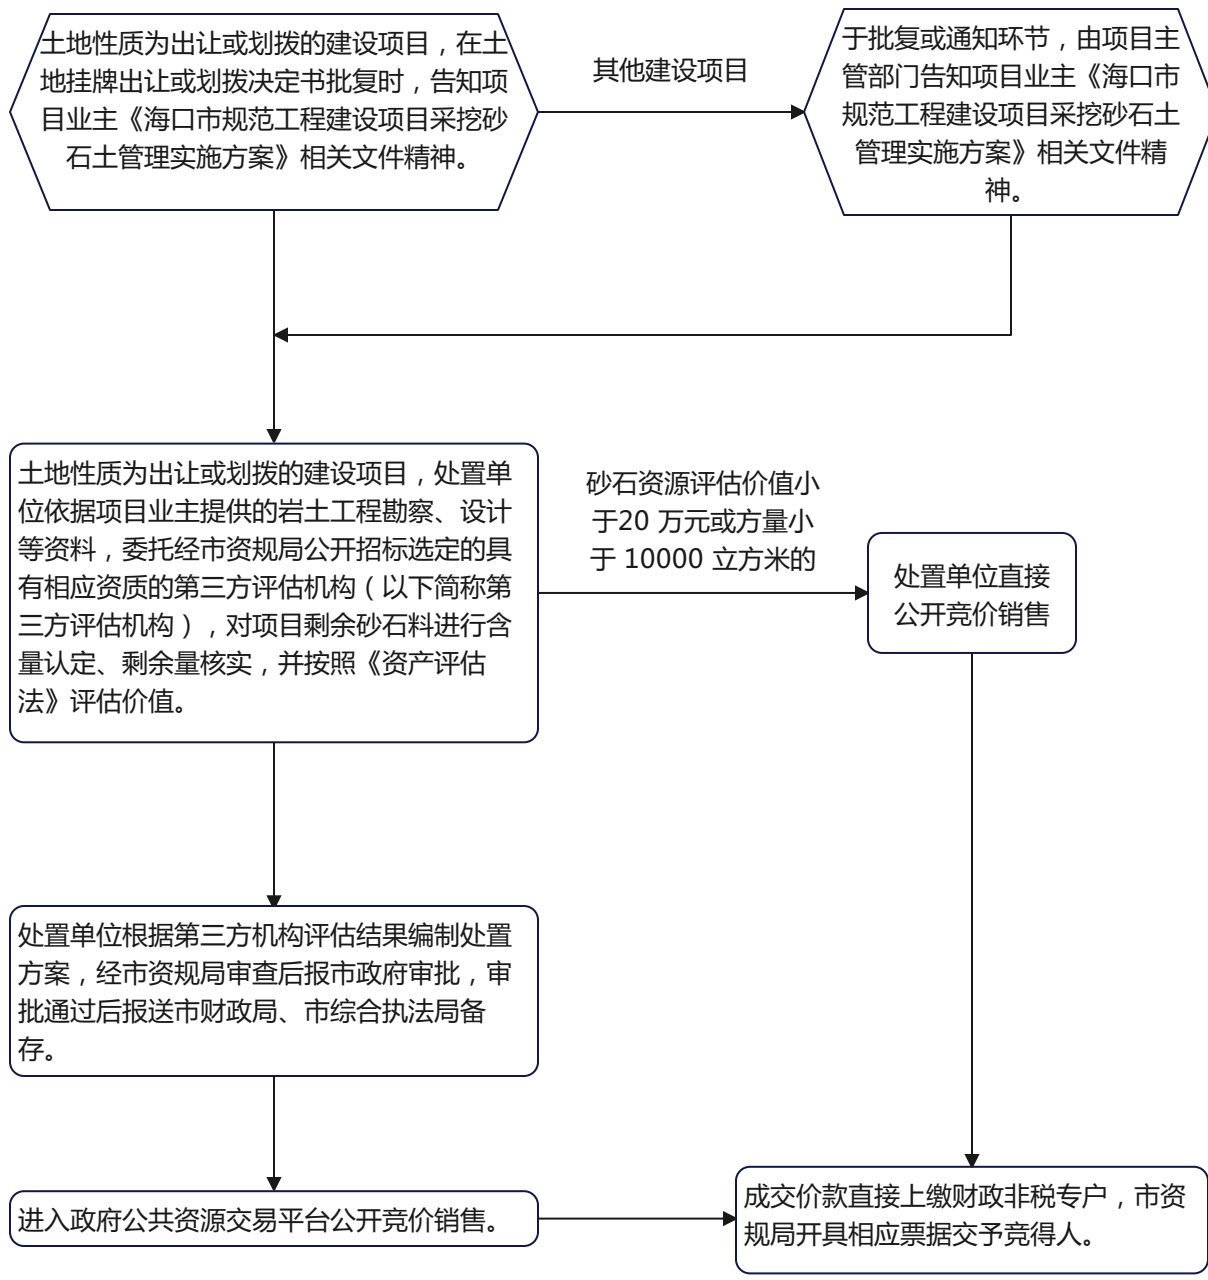 土地性质为出让或划拨的建设项目，在土
地挂牌出让或划拨决定书批复时，告知项
目业主《海口市规范工程建设项目采挖砂
石土管理实施方案》相关文件精神。
其他建设项目
于批复或通知环节，由项目主
管部门告知项目业主《海口市
规范工程建设项目采挖砂石土
管理实施方案》相关文件精
神。
土地性质为出让或划拨的建设项目，处置单
位依据项目业主提供的岩土工程勘察、设计
等资料，委托经市资规局公开招标选定的具
有相应资质的第三方评估机构（以下简称第
三方评估机构），对项目剩余砂石料进行含
量认定、剩余量核实，并按照《资产评估
法》评估价值。
砂石资源评估价值小
于20 万元或方量小
于 10000 立方米的
处置单位直接
公开竞价销售
处置单位根据第三方机构评估结果编制处置
方案，经市资规局审查后报市政府审批，审
批通过后报送市财政局、市综合执法局备
存。
进入政府公共资源交易平台公开竞价销售。
成交价款直接上缴财政非税专户，市资
规局开具相应票据交予竞得人。